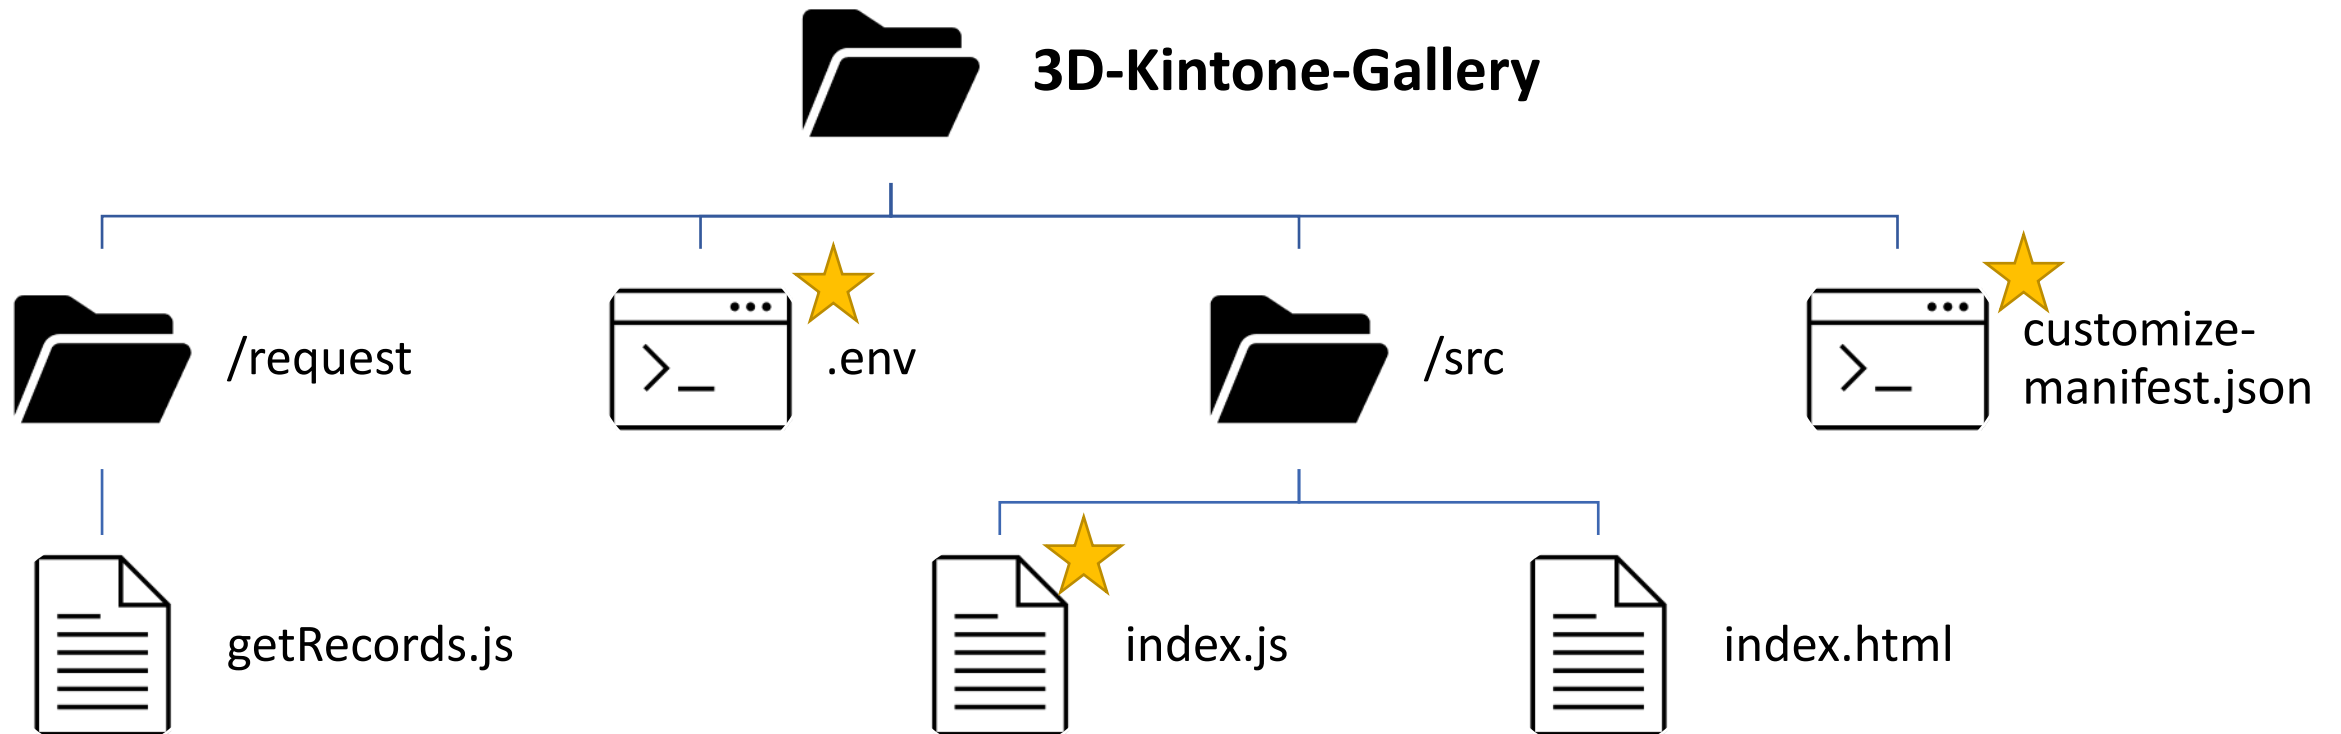 3D-Kintone-Gallery
/request
.env
/src
customize-
manifest.json
getRecords.js
index.js
index.html